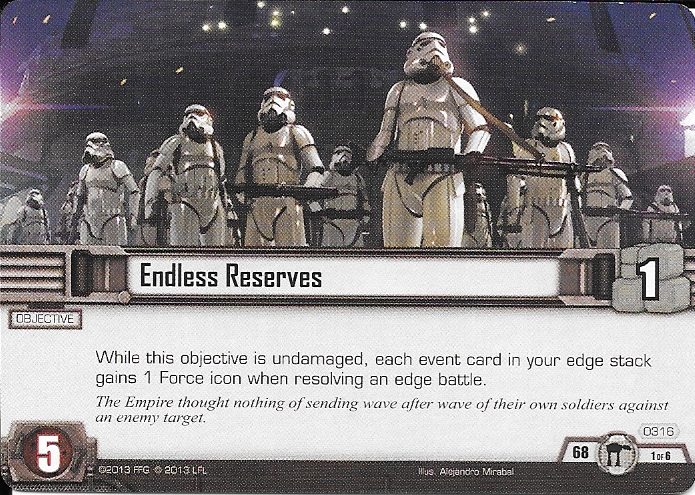 Endless Reserves
1
OBJECTIVE
While this objective is undamaged, each event card in your edge stack
gains 1 Force icon when resolving an edge battle.
The Empire thought nothing of sending wave after wave of their own soldiers against
an enemy target.
0316
5
68
1 OF 6
©2013 FFG © 2013 LFL
Illus. Alejandro Mirabal